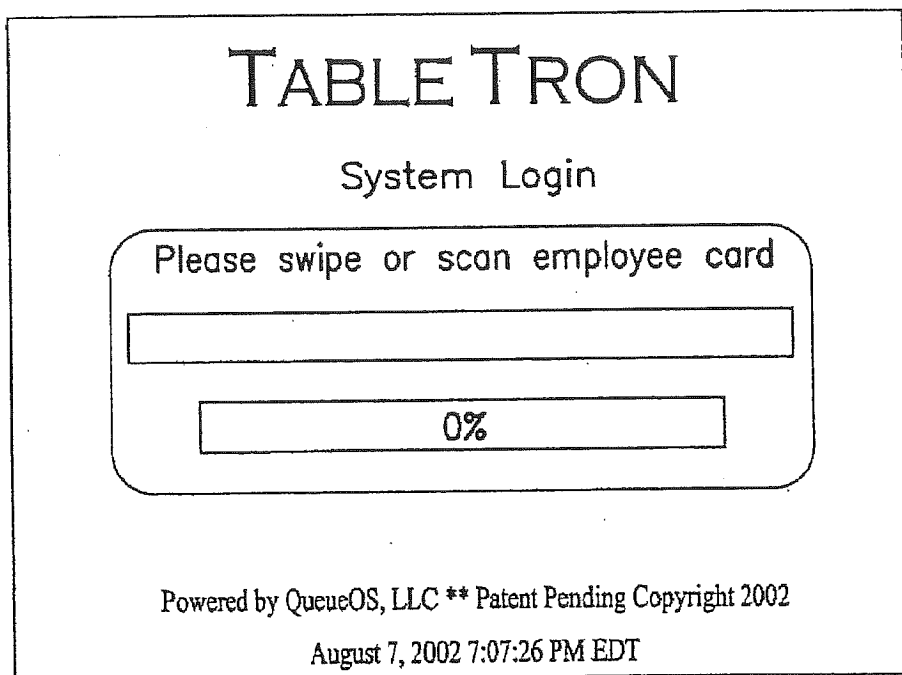 TABLE TRON
System Login
Please swipe or scan employee card
0%
Powered by QueueOS, LLC ** Patent Pending Copyright 2002
August 7, 2002 7:07:26 PM EDT